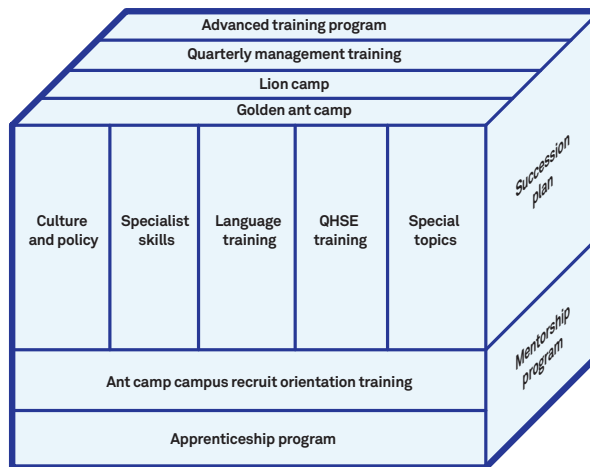 Advanced training program
Quarterly management training
Lion camp
Golden ant camp
Culture
and policy
Specialist
skills
Language
training
QHSE
training
Special
topics
Succession
plan
Mentorship
program
Ant camp campus recruit orientation training
Apprenticeship program